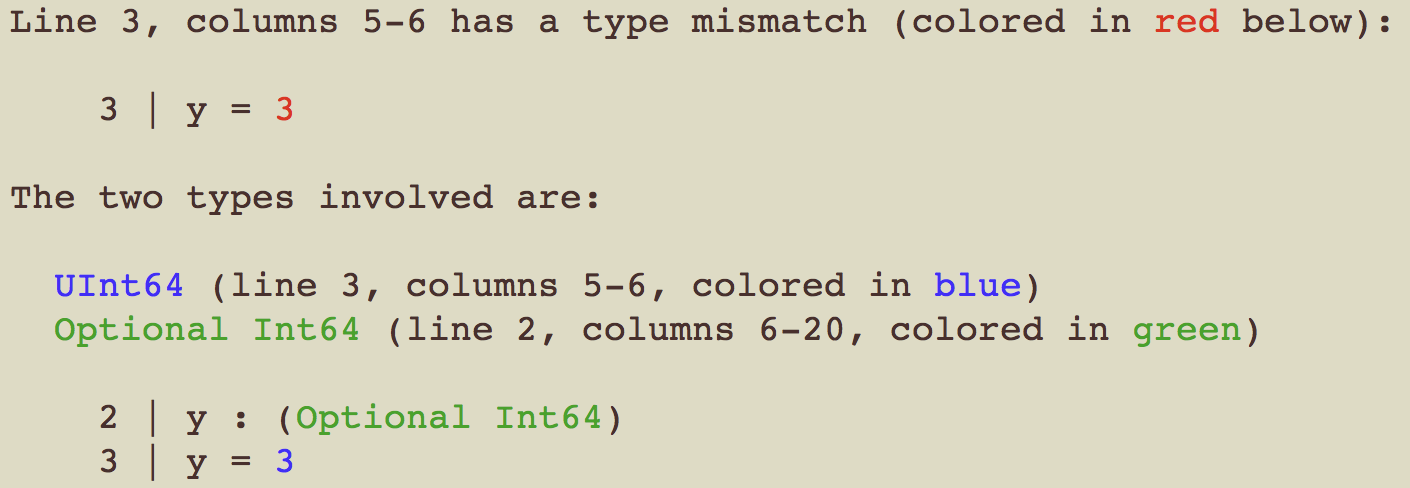 Line 3, columns 5-6 has a type mismatch (colored in red below):
3 | y = 3
The two types involved are:
UInt64 (line 3, columns 5-6, colored in blue)
Optional Int64 (line 2, columns 6-20, colored in green)
2 | y : (Optional Int64)
3 | y = 3